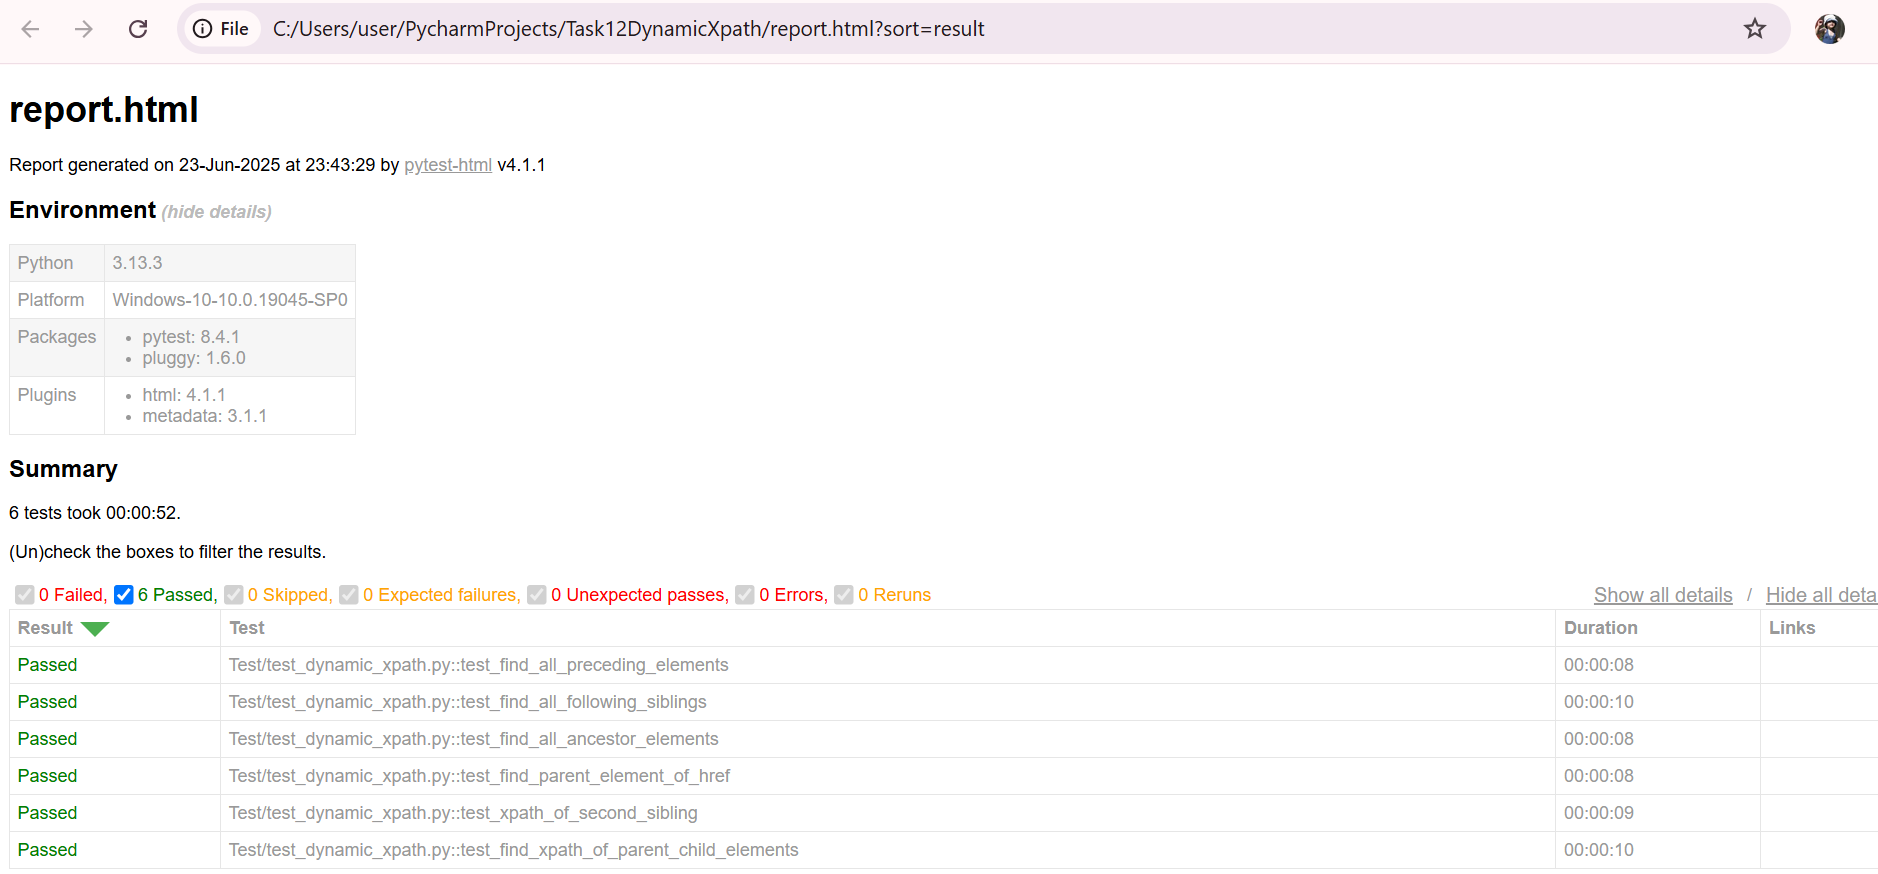 File C:/Users/user/PycharmProjects/Task12DynamicXpath/report.html?sort=result
report.html
Report generated on 23-Jun-2025 at 23:43:29 by pytest-html v4.1.1
Environment (hide details)
Python 3.13.3
Platform Windows-10-10.0.19045-SP0
Packages • pytest: 8.4.1
• pluggy: 1.6.0
Plugins • html: 4.1.1
• metadata: 3.1.1
Summary
6 tests took 00:00:52.
(Un)check the boxes to filter the results.
0 Failed, 6 Passed, 0 Skipped, 0 Expected failures, 0 Unexpected passes, 0 Errors, 0 Reruns Show all details / Hide all deta
Result Test Duration Links
Passed Test/test_dynamic_xpath.py::test_find_all_preceding_elements 00:00:08
Passed Test/test_dynamic_xpath.py::test_find_all_following_siblings 00:00:10
Passed Test/test_dynamic_xpath.py::test_find_all_ancestor_elements 00:00:08
Passed Test/test_dynamic_xpath.py::test_find_parent_element_of_href 00:00:08
Passed Test/test_dynamic_xpath.py::test_xpath_of_second_sibling 00:00:09
Passed Test/test_dynamic_xpath.py::test_find_xpath_of_parent_child_elements 00:00:10